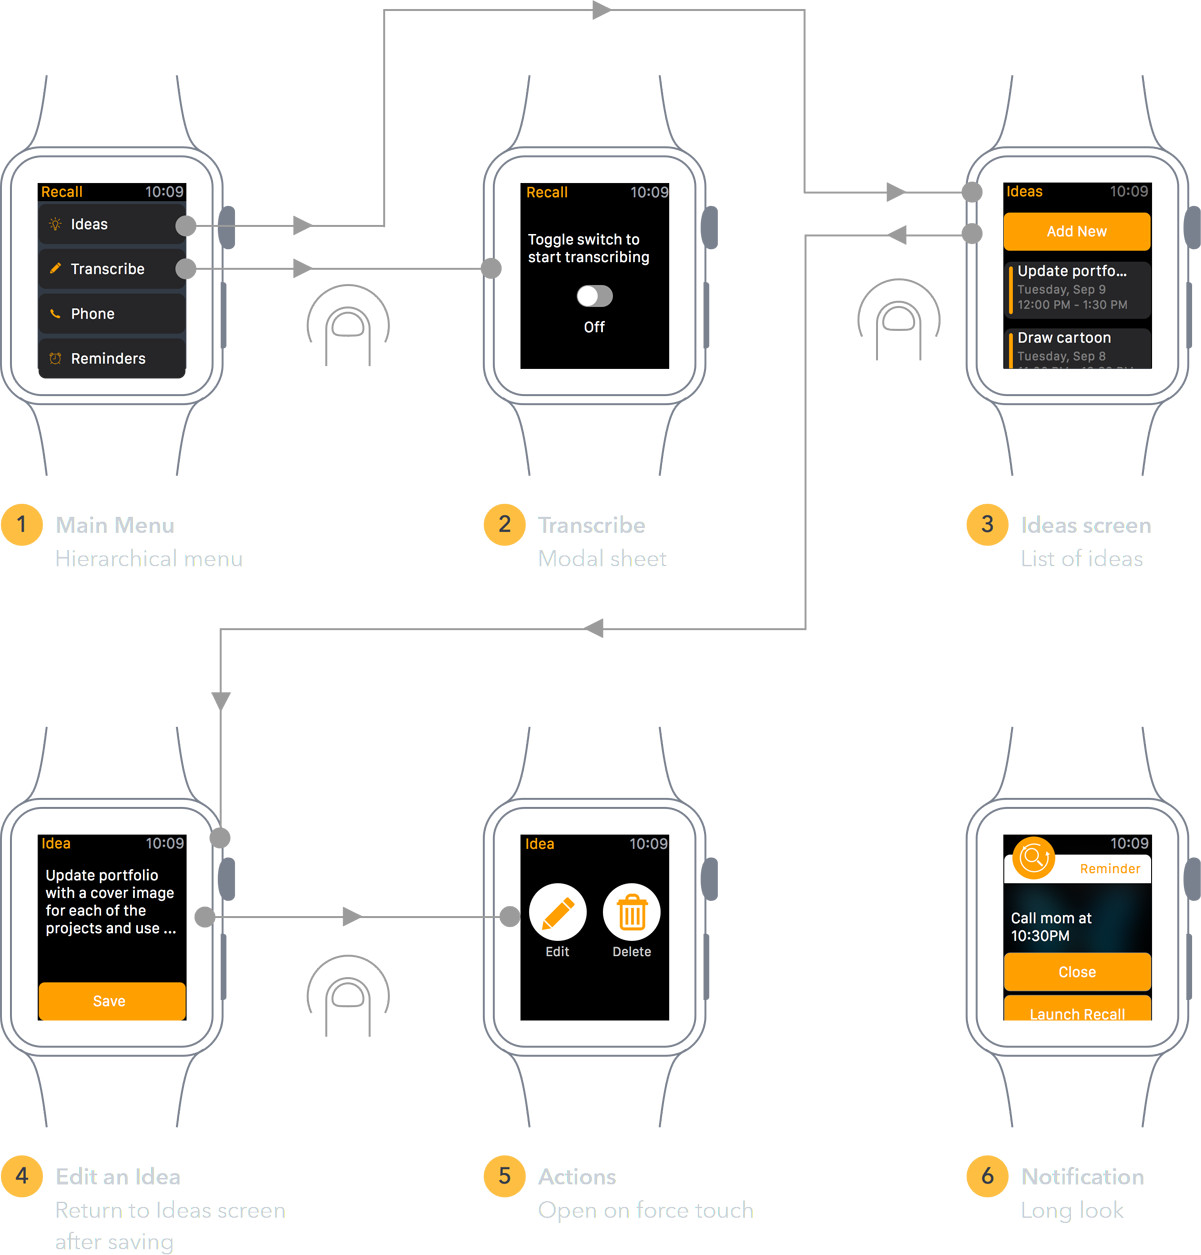 Recall 10:09
Ideas
Transcribe
Phone
Reminders
Recall 10:09
Toggle switch to
start transcribing
Off
Ideas 10:09
Add New
Update portfo...
Tuesday, Sep 9
12:00 PM - 1:30 PM
Draw cartoon
Tuesday, Sep 8
1 Main Menu
Hierarchical menu
2 Transcribe
Modal sheet
3 Ideas screen
List of ideas
Idea 10:09
Update portfolio
with a cover image
for each of the
projects and use ...
Save
Idea 10:09
Edit Delete
10:09
Reminder
Call mom at
10:30PM
Close
Launch Recall
4 Edit an Idea
Return to Ideas screen
after saving
5 Actions
Open on force touch
6 Notification
Long look